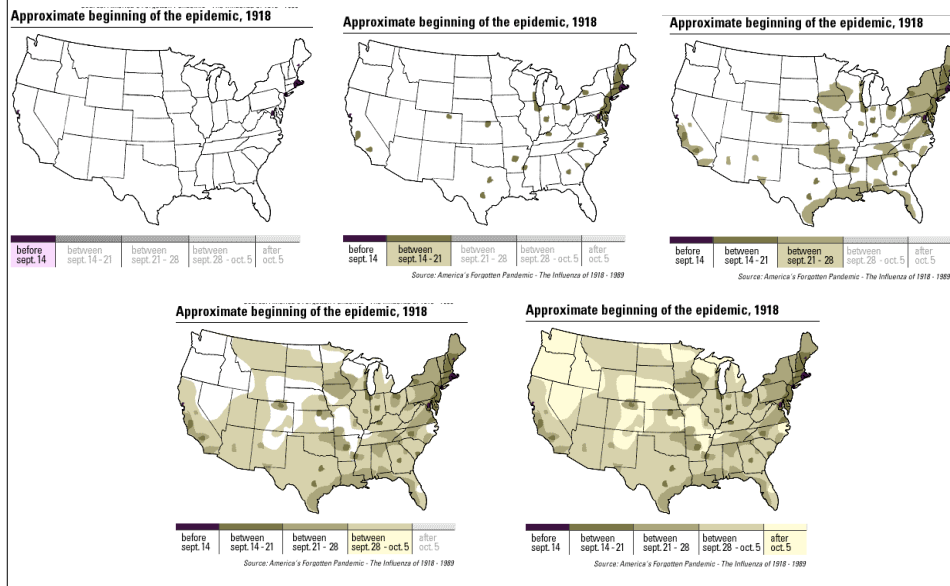 Approximate beginning of the epidemic, 1918
before
sept. 14
between
sept. 14 - 21
between
sept. 21 - 28
between
sept. 28 - oct. 5
after
oct. 5
Approximate beginning of the epidemic, 1918
before
sept. 14
between
sept. 14 - 21
between
sept. 21 - 28
between
sept. 28 - oct. 5
after
oct. 5
Source: America's Forgotten Pandemic - The Influenza of 1918 - 1989
Approximate beginning of the epidemic, 1918
before
sept. 14
between
sept. 14 - 21
between
sept. 21 - 28
between
sept. 28 - oct. 5
after
oct. 5
Source: America's Forgotten Pandemic - The Influenza of 1918 - 1989
Approximate beginning of the epidemic, 1918
before
sept. 14
between
sept. 14 - 21
between
sept. 21 - 28
between
sept. 28 - oct. 5
after
oct. 5
Source: America's Forgotten Pandemic - The Influenza of 1918 - 1989
Approximate beginning of the epidemic, 1918
before
sept. 14
between
sept. 14 - 21
between
sept. 21 - 28
between
sept. 28 - oct. 5
after
oct. 5
Source: America's Forgotten Pandemic - The Influenza of 1918 - 1989